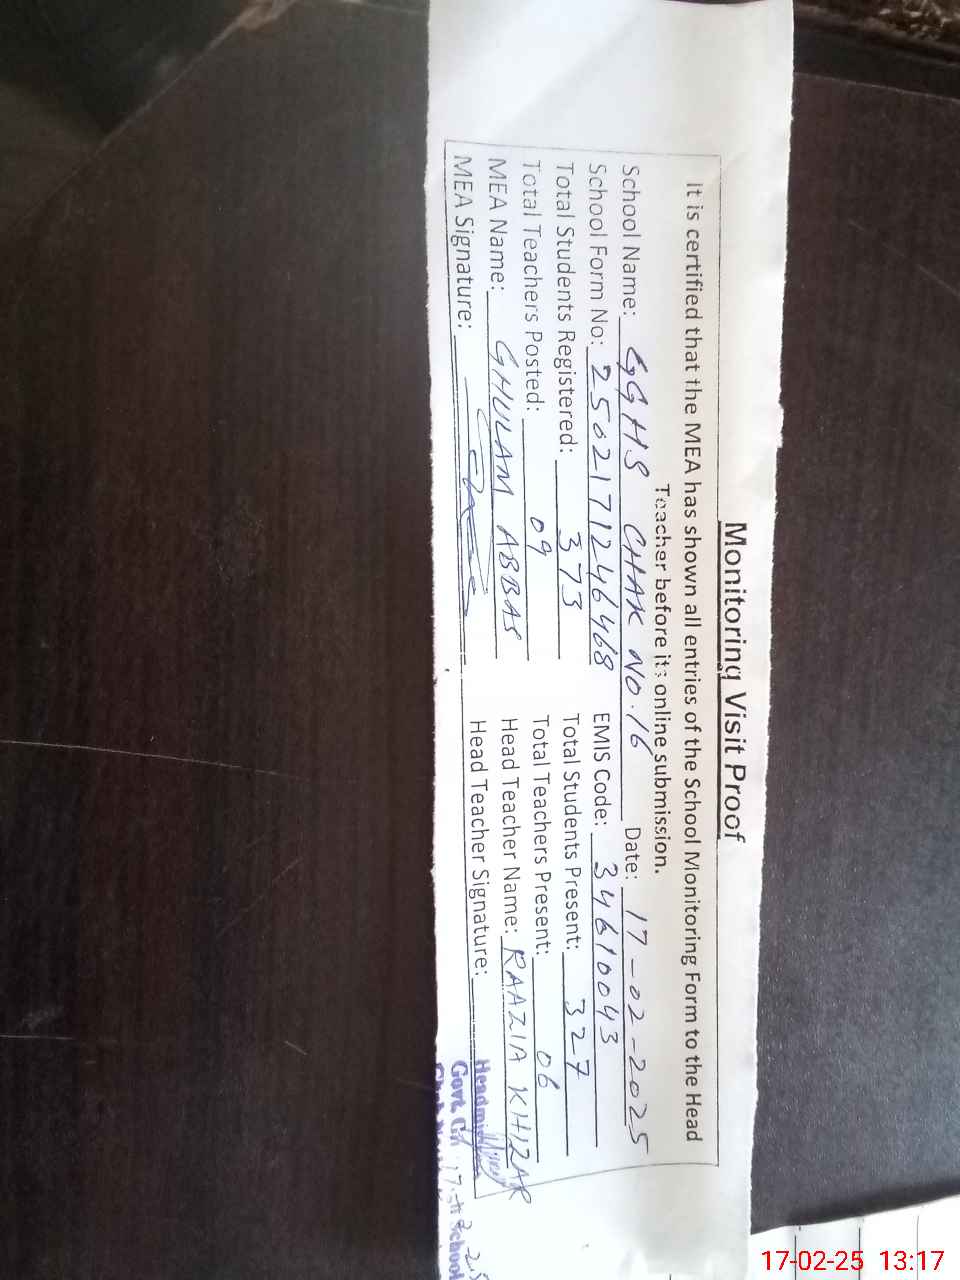 Monitoring Visit Proof
It is certified that the MEA has shown all entries of the School Monitoring Form to the Head
Teacher before its online submission.
School Name: GGHS CHAK NO.16 Date: 17-02-2025
School Form No: 2502171246468 EMIS Code: 34610043
Total Students Registered: 373 Total Students Present: 327
Total Teachers Posted: 09 Total Teachers Present: 06
MEA Name: GHULAM ABBAS Head Teacher Name: RAAZIA KHIZAR
MEA Signature: Head Teacher Signature:
Govt.
School
17-02-25 13:17